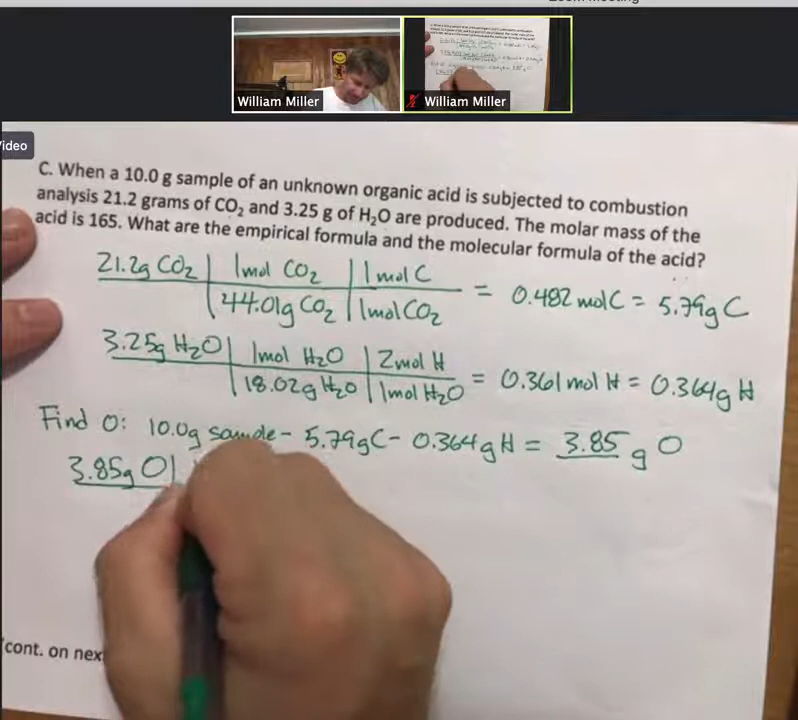 Zoom Meeting
William Miller
William Miller
Video
C. When a 10.0 g sample of an unknown organic acid is subjected to combustion
analysis 21.2 grams of CO₂ and 3.25 g of H₂O are produced. The molar mass of the
acid is 165. What are the empirical formula and the molecular formula of the acid?
21.2g CO₂ | 1mol CO₂ | 1mol C
44.01g CO₂ | 1mol CO₂ = 0.482 mol C = 5.79g C
3.25g H₂O | 1mol H₂O | 2mol H
18.02g H₂O | 1mol H₂O = 0.361 mol H = 0.364g H
Find O: 10.0g sample - 5.79gC - 0.364gH = 3.85 g O
3.85g O |
(cont. on nex